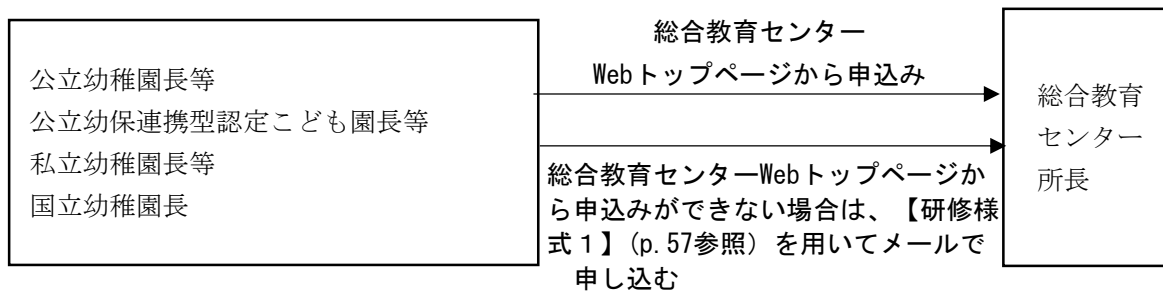 公立幼稚園長等
公立幼保連携型認定こども園長等
私立幼稚園長等
国立幼稚園長
総合教育センター
Webトップページから申込み
総合教育センターWebトップページか
ら申込みができない場合は、【研修様
式１】(p.57参照) を用いてメールで
申し込む
総合教育
センター
所長